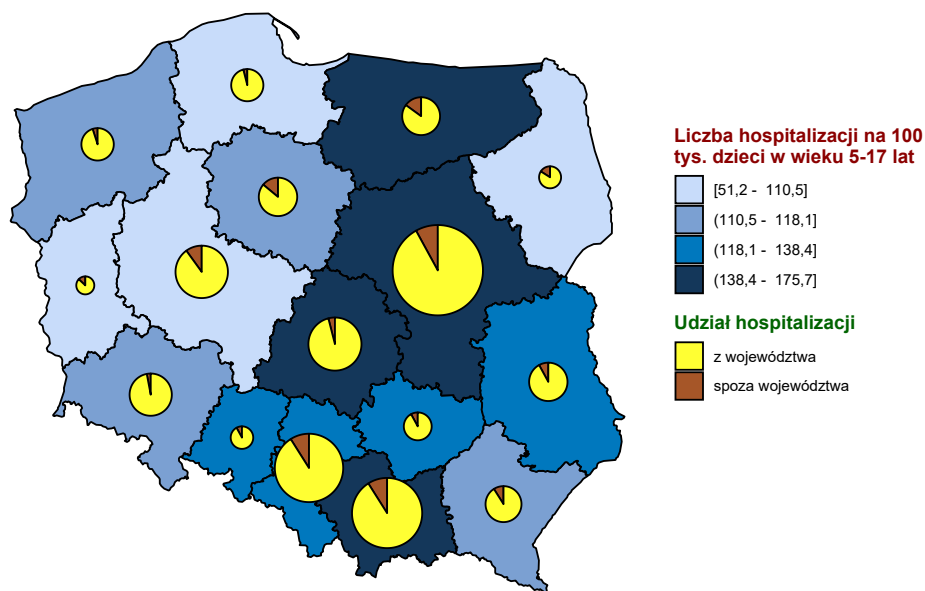 Liczba hospitalizacji na 100
tys. dzieci w wieku 5-17 lat
[51,2 - 110,5]
(110,5 - 118,1]
(118,1 - 138,4]
(138,4 - 175,7]
Udział hospitalizacji
z województwa
spoza województwa